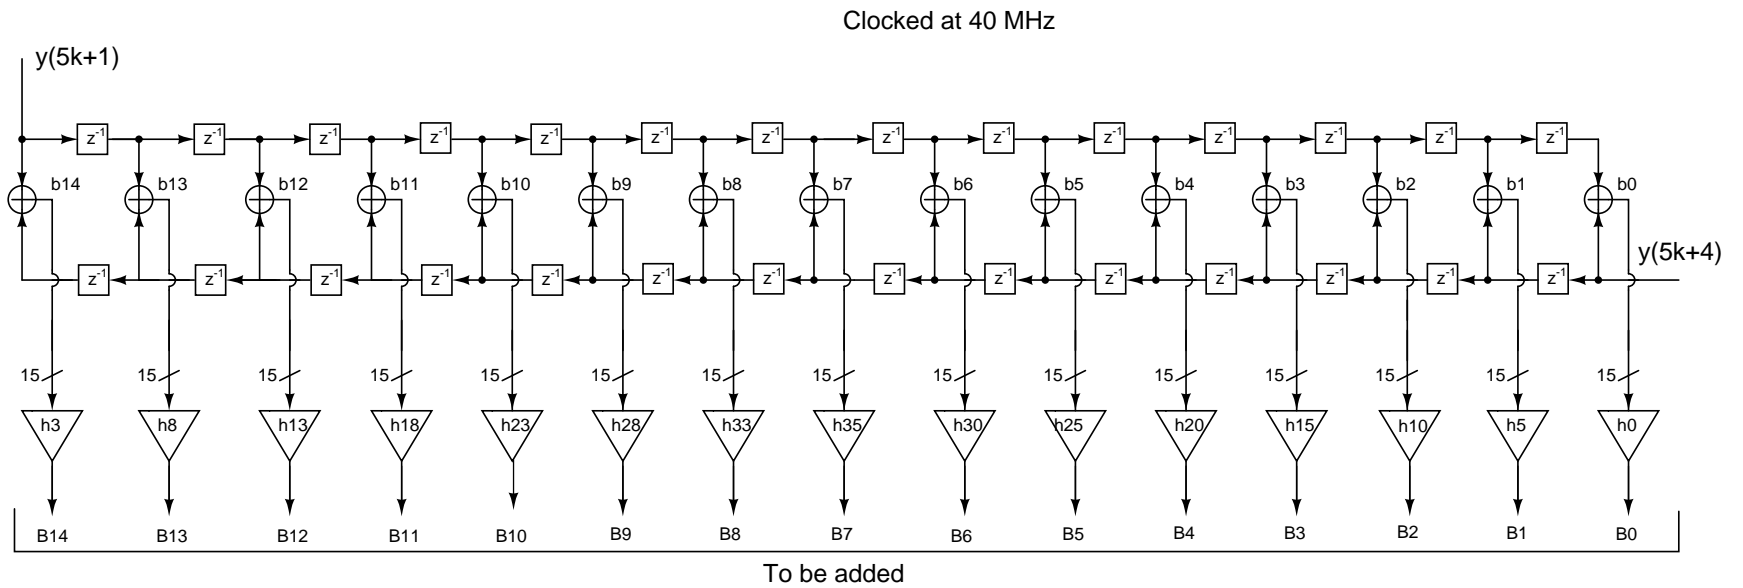 Clocked at 40 MHz
y(5k+1)
z-1 z-1 z-1 z-1 z-1 z-1 z-1 z-1 z-1 z-1 z-1 z-1 z-1 z-1
b14 b13 b12 b11 b10 b9 b8 b7 b6 b5 b4 b3 b2 b1 b0
y(5k+4)
z-1 z-1 z-1 z-1 z-1 z-1 z-1 z-1 z-1 z-1 z-1 z-1 z-1 z-1
15 15 15 15 15 15 15 15 15 15 15 15 15 15 15
h3 h8 h13 h18 h23 h28 h33 h35 h30 h25 h20 h15 h10 h5 h0
B14 B13 B12 B11 B10 B9 B8 B7 B6 B5 B4 B3 B2 B1 B0
To be added